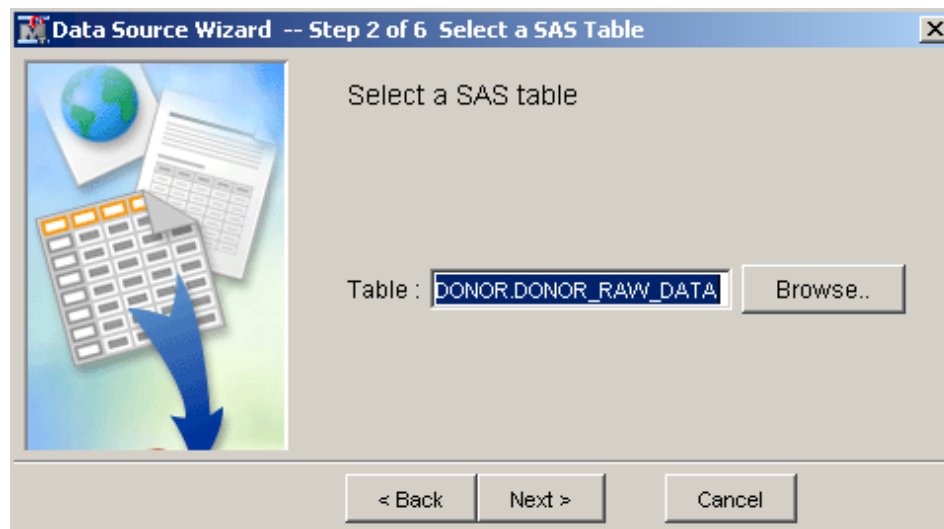 Data Source Wizard -- Step 2 of 6 Select a SAS Table
Select a SAS table
Table : DONOR.DONOR_RAW_DATA Browse..
< Back Next > Cancel